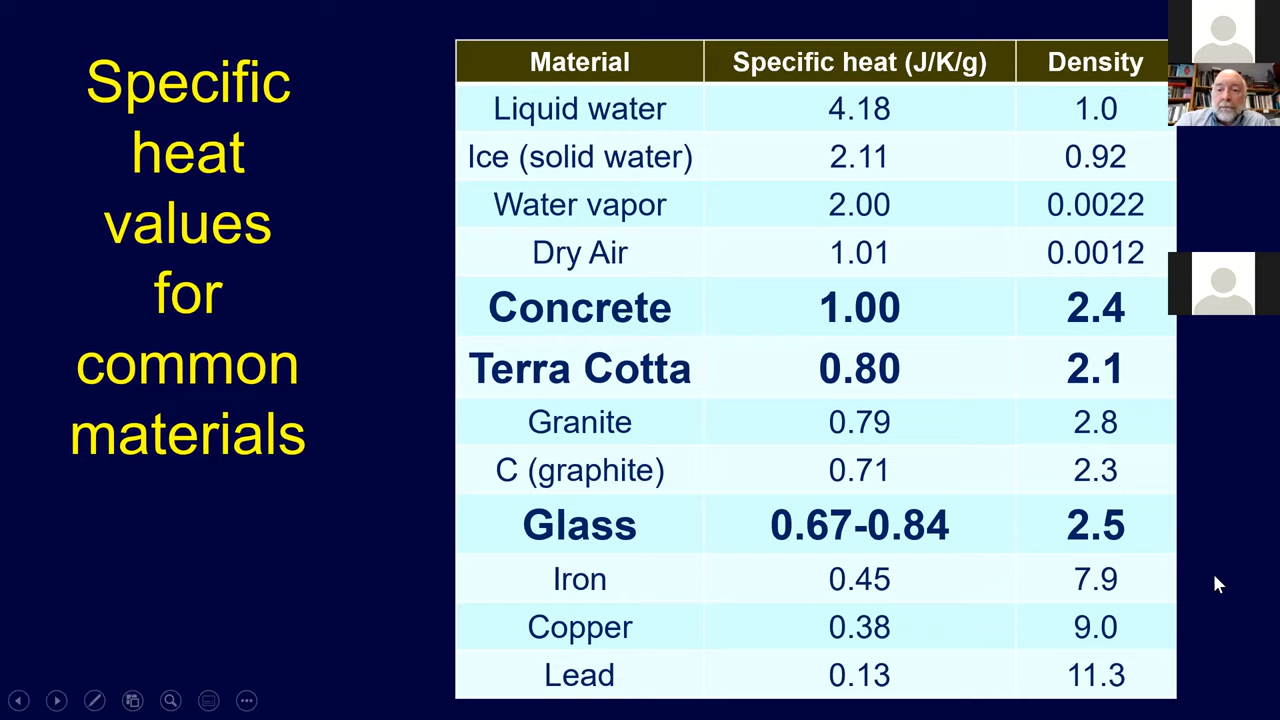 Specific
heat
values
for
common
materials
Material Specific heat (J/K/g) Density
Liquid water 4.18 1.0
Ice (solid water) 2.11 0.92
Water vapor 2.00 0.0022
Dry Air 1.01 0.0012
Concrete 1.00 2.4
Terra Cotta 0.80 2.1
Granite 0.79 2.8
C (graphite) 0.71 2.3
Glass 0.67-0.84 2.5
Iron 0.45 7.9
Copper 0.38 9.0
Lead 0.13 11.3